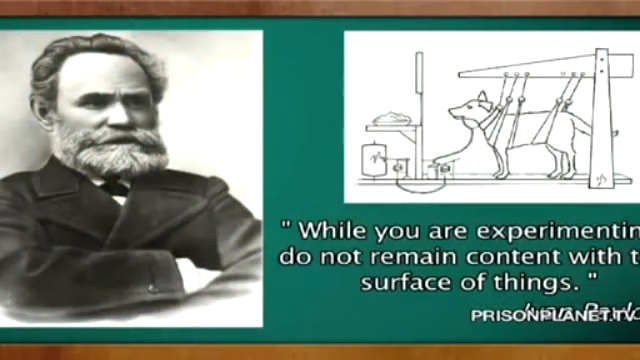 " While you are experimentin
do not remain content with t
surface of things. "
PRISONPLANET.TV